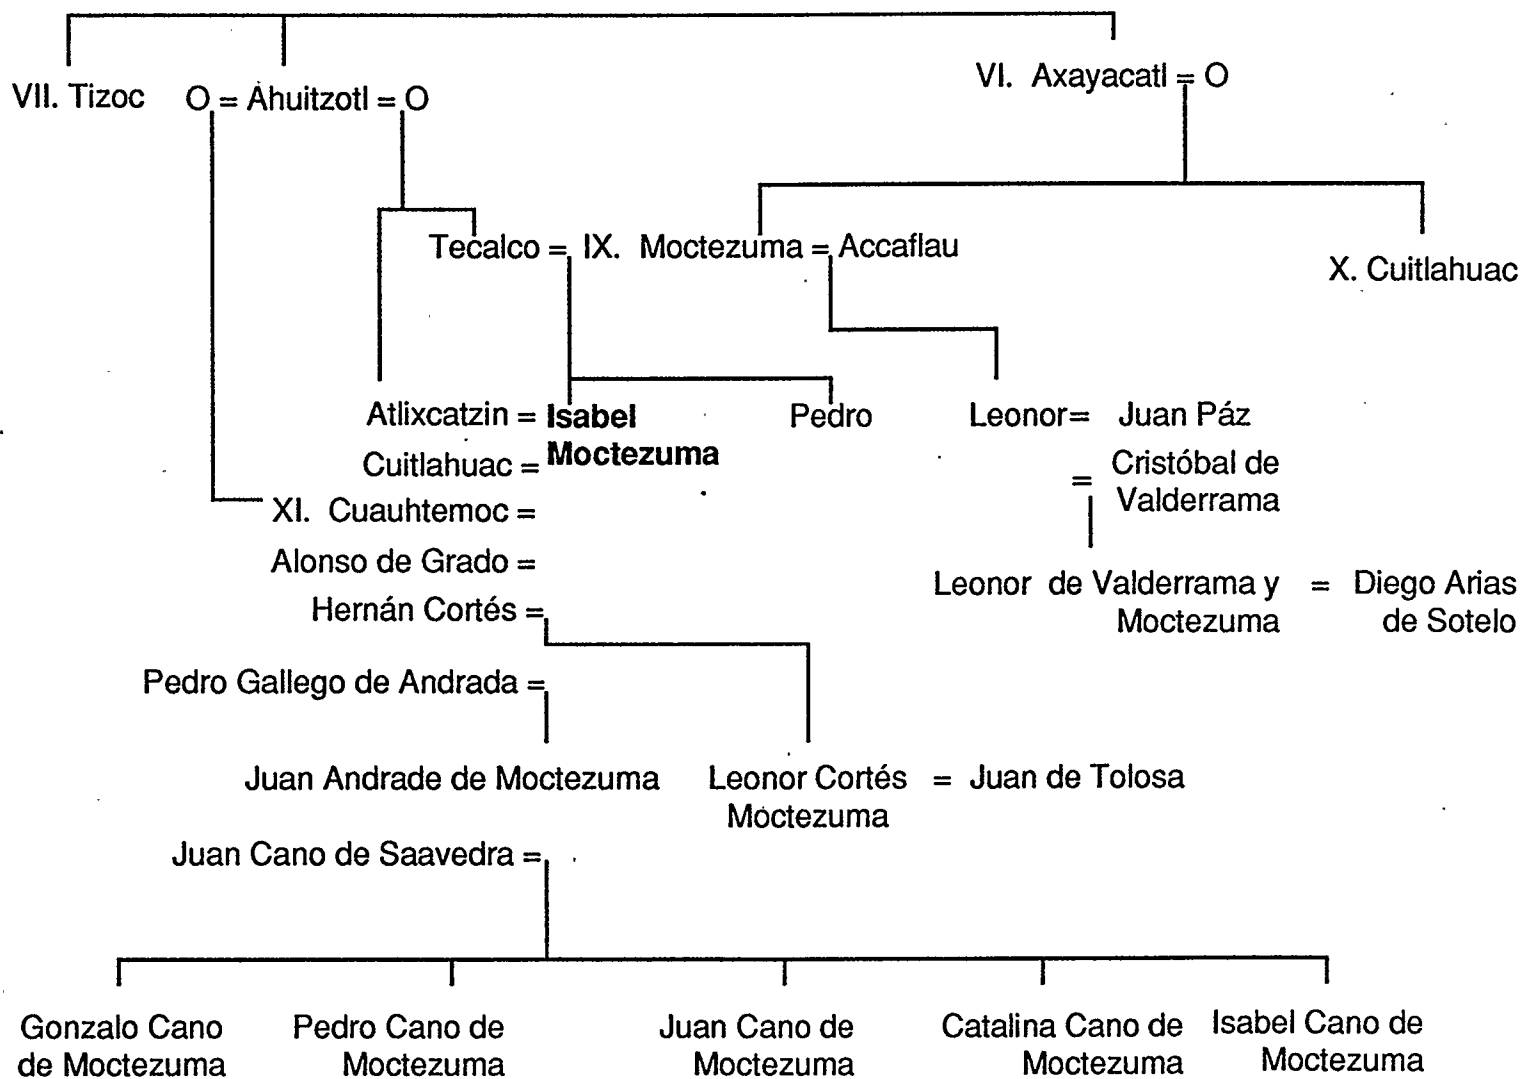 VII. Tizoc O = Ahuitzotl = O VI. Axayacatl = O
Tecalco = IX. Moctezuma = Accaflau
X. Cuitlahuac
Atlixcatzin = Isabel Pedro Leonor= Juan Páz
Moctezuma
Cuitlahuac = = Cristóbal de
Valderrama
XI. Cuauhtemoc =
Alonso de Grado =
Leonor de Valderrama y = Diego Arias
Moctezuma de Sotelo
Hernán Cortés =
Pedro Gallego de Andrada =
Juan Andrade de Moctezuma Leonor Cortés = Juan de Tolosa
Moctezuma
Juan Cano de Saavedra =
Gonzalo Cano Pedro Cano de Juan Cano de Catalina Cano de Isabel Cano de
de Moctezuma Moctezuma Moctezuma Moctezuma Moctezuma